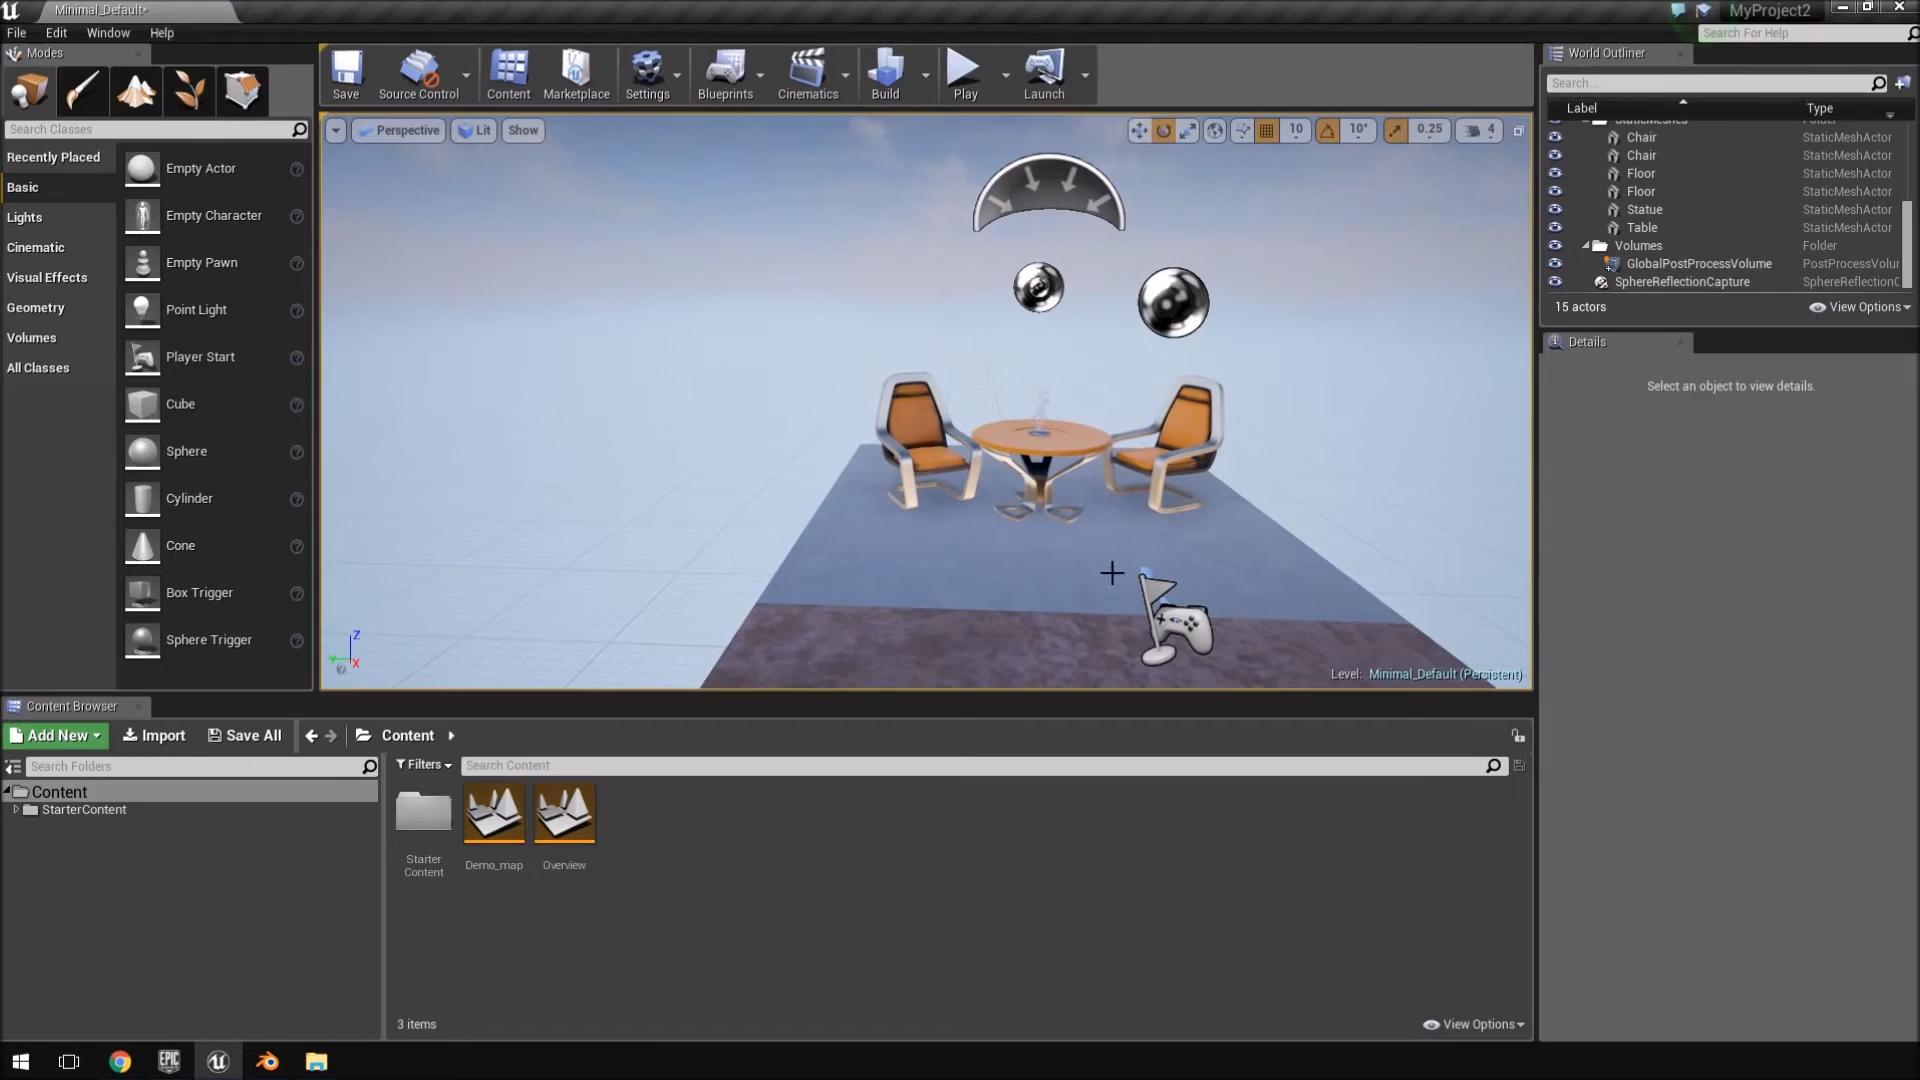 Minimal_Default*
MyProject2
File Edit Window Help
Search For Help
Modes
Search Classes
Recently Placed
Basic
Lights
Cinematic
Visual Effects
Geometry
Volumes
All Classes
Empty Actor
Empty Character
Empty Pawn
Point Light
Player Start
Cube
Sphere
Cylinder
Cone
Box Trigger
Sphere Trigger
Save
Source Control
Content
Marketplace
Settings
Blueprints
Cinematics
Build
Play
Launch
Perspective Lit Show
10 10° 0.25 4
Z
Y
X
Level: Minimal_Default (Persistent)
World Outliner
Search...
Label Type
StaticMeshes Folder
Chair StaticMeshActor
Chair StaticMeshActor
Floor StaticMeshActor
Floor StaticMeshActor
Statue StaticMeshActor
Table StaticMeshActor
Volumes Folder
GlobalPostProcessVolume PostProcessVolur
SphereReflectionCapture SphereReflectionC
15 actors View Options
Details
Select an object to view details.
Content Browser
Add New Import Save All Content
Search Folders
Content
StarterContent
Filters Search Content
Starter
Content
Demo_map
Overview
3 items View Options
EPIC
GAMES